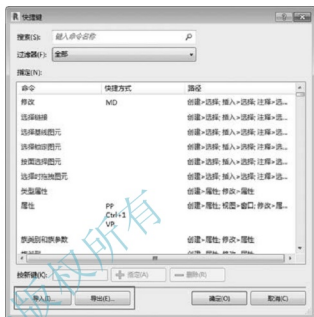 快捷键
搜索(S): 键入命令名称
过滤器(F): 全部
指定(N):
命令 快捷方式 路径
修改 MD 创建>选择; 插入>选择; 注释>选...
选择链接 创建>选择; 插入>选择; 注释>选...
选择基线图元 创建>选择; 插入>选择; 注释>选...
选择锁定图元 创建>选择; 插入>选择; 注释>选...
按面选择图元 创建>选择; 插入>选择; 注释>选...
选择时拖拽图元 创建>选择; 插入>选择; 注释>选...
类型属性 创建>属性; 修改>属性
属性 PP 创建>属性; 视图>窗口; 修改>属...
Ctrl+1
VP
族类别和族参数 创建>属性; 修改>属性
按新键(K): 指定(A) 删除(R)
导入(I)... 导出(E)... 确定(O) 取消(C)
版权所有